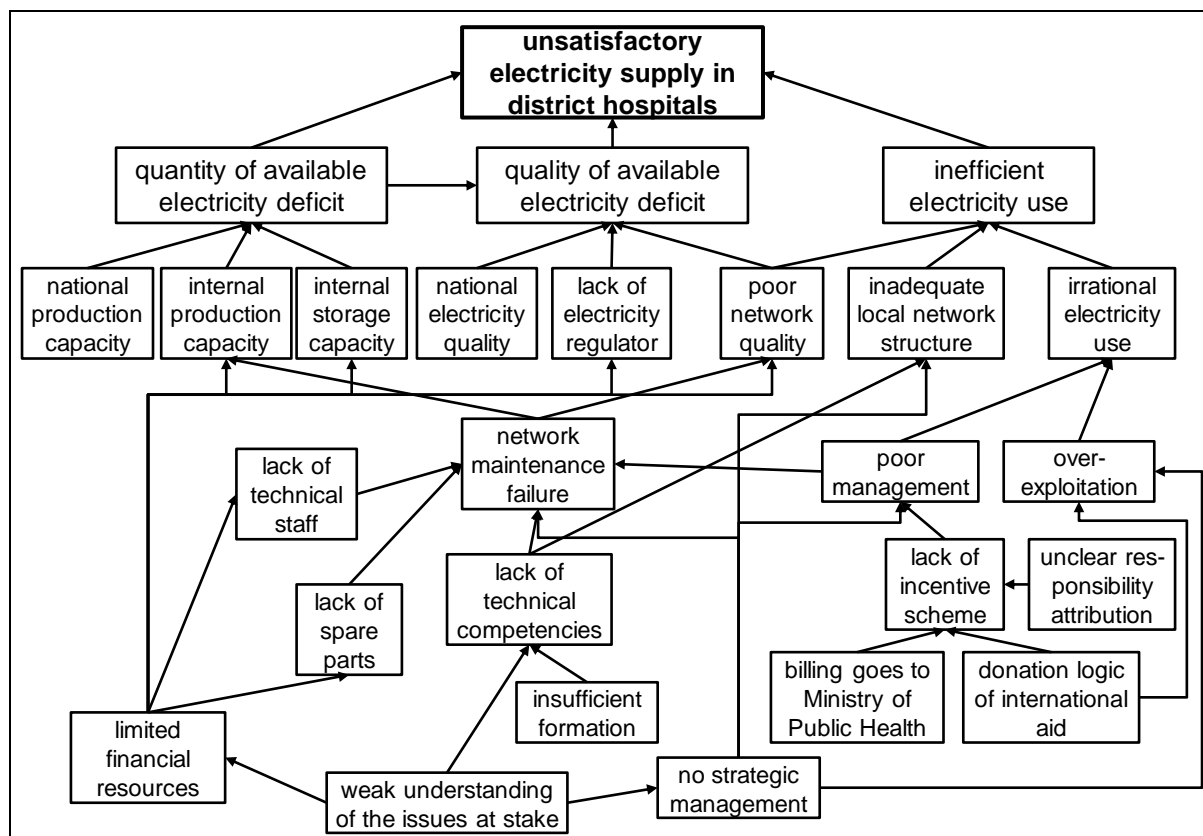 unsatisfactory
electricity supply in
district hospitals
quantity of available
electricity deficit
quality of available
electricity deficit
inefficient
electricity use
national
production
capacity
internal
production
capacity
internal
storage
capacity
national
electricity
quality
lack of
electricity
regulator
poor
network
quality
inadequate
local network
structure
irrational
electricity
use
network
maintenance
failure
lack of
technical
staff
poor
management
over-
exploitation
lack of
technical
competencies
lack of
incentive
scheme
unclear res-
ponsibility
attribution
lack of
spare
parts
billing goes to
Ministry of
Public Health
donation logic
of international
aid
insufficient
formation
limited
financial
resources
weak understanding
of the issues at stake
no strategic
management